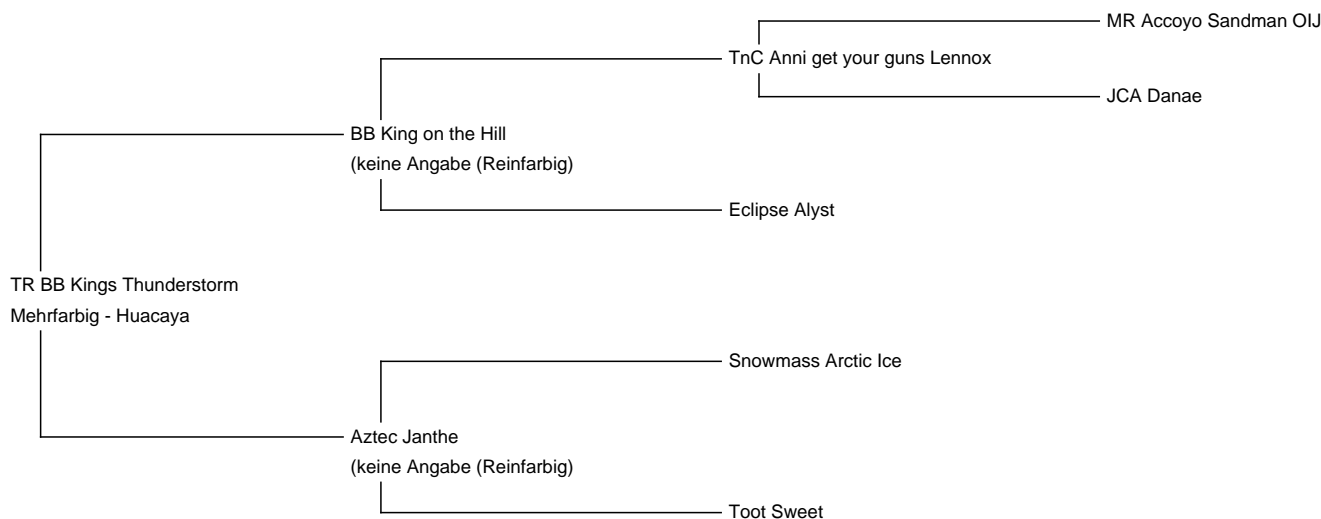 MR Accoyo Sandman OIJ
TnC Anni get your guns Lennox
JCA Danae
BB King on the Hill
(keine Angabe (Reinfarbig)
Eclipse Alyst
TR BB Kings Thunderstorm
Mehrfarbig - Huacaya
Snowmass Arctic Ice
Aztec Janthe
(keine Angabe (Reinfarbig)
Toot Sweet